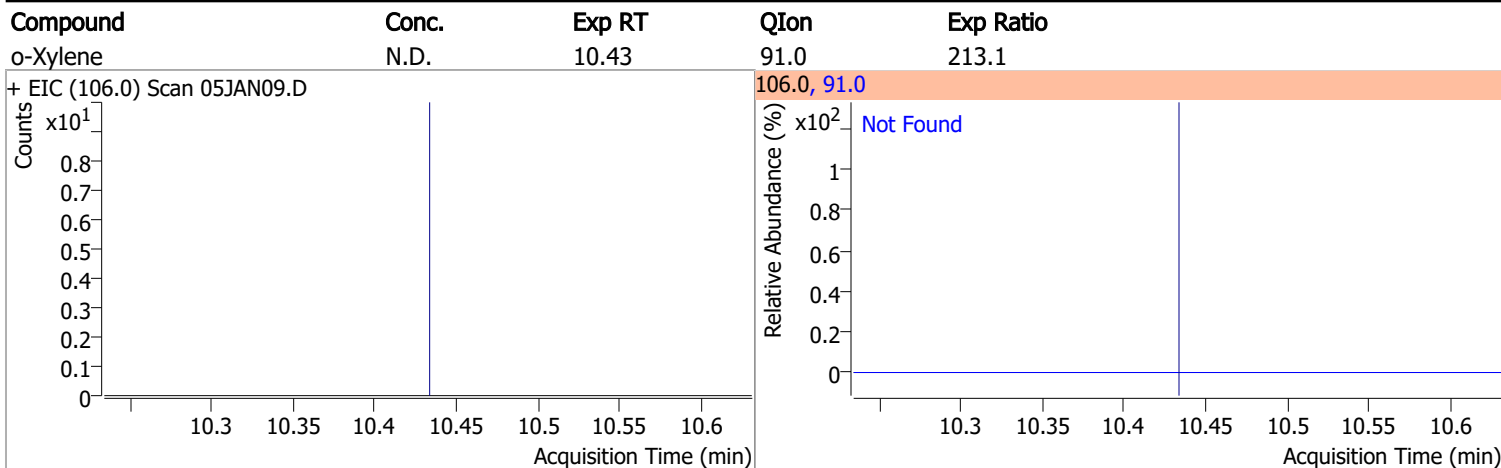 Compound Conc. Exp RT QIon Exp Ratio
o-Xylene N.D. 10.43 91.0 213.1
+ EIC (106.0) Scan 05JAN09.D
Counts
x10¹
0.8
0.7
0.6
0.5
0.4
0.3
0.2
0.1
0
10.3 10.35 10.4 10.45 10.5 10.55 10.6
Acquisition Time (min)
106.0, 91.0
Relative Abundance (%)
x10² Not Found
1
0.8
0.6
0.4
0.2
0
10.3 10.35 10.4 10.45 10.5 10.55 10.6
Acquisition Time (min)